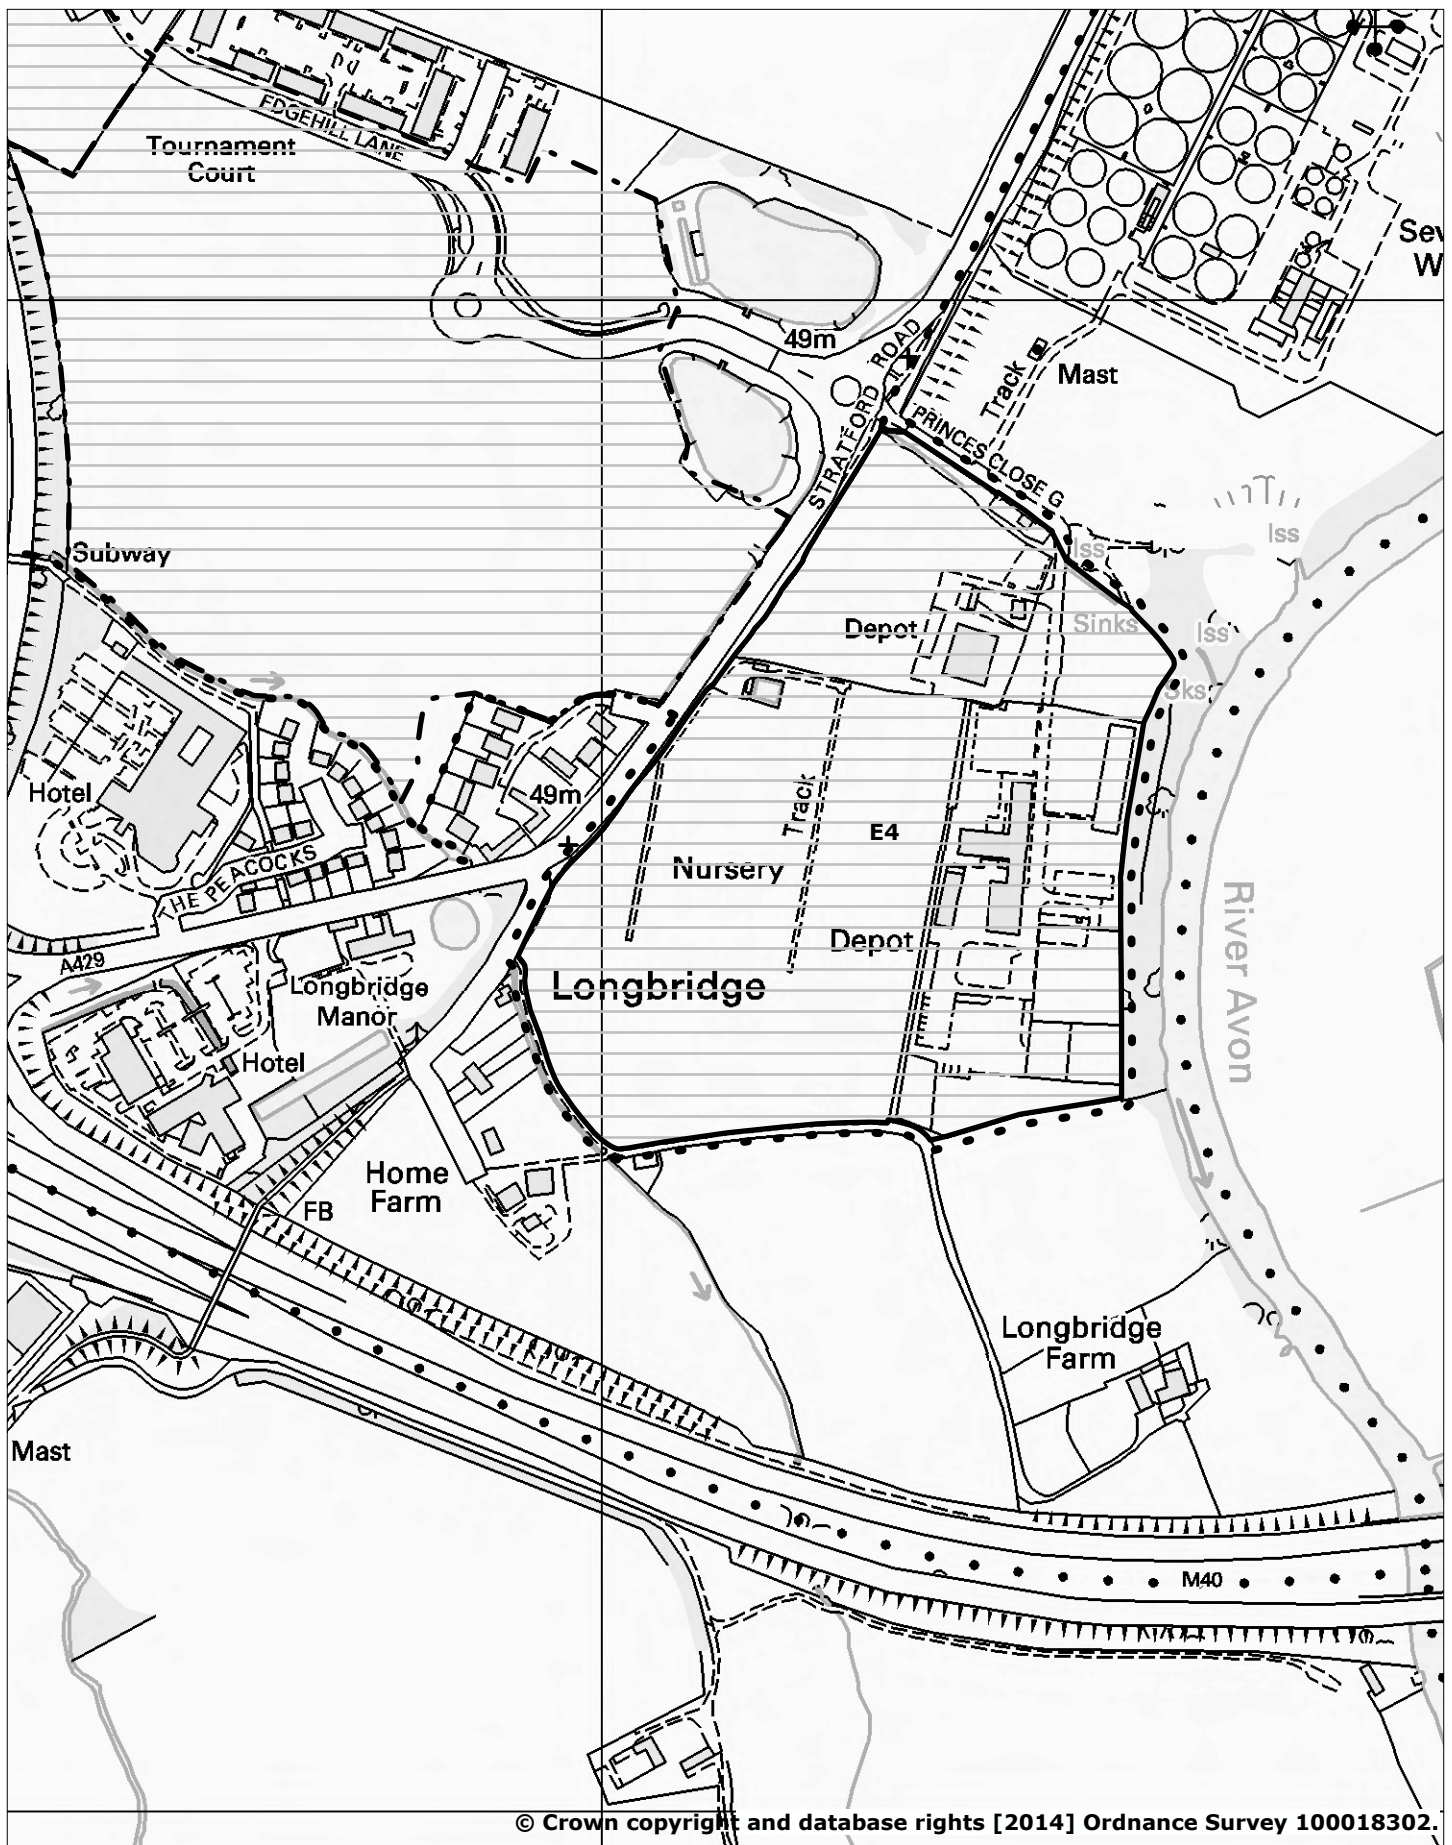 EDGEHILL LANE
Tournament
Court
49m
STRATFORD ROAD
Track
Mast
PRINCES CLOSE G
Iss
Iss
Subway
Depot
Sinks
Iss
Sks
Hotel
49m
Track
E4
Nursery
THE PEACOCKS
River Avon
Depot
A429
Longbridge
Longbridge
Manor
Hotel
Home
Farm
FB
Longbridge
Farm
Mast
M40
© Crown copyright and database rights [2014] Ordnance Survey 100018302.